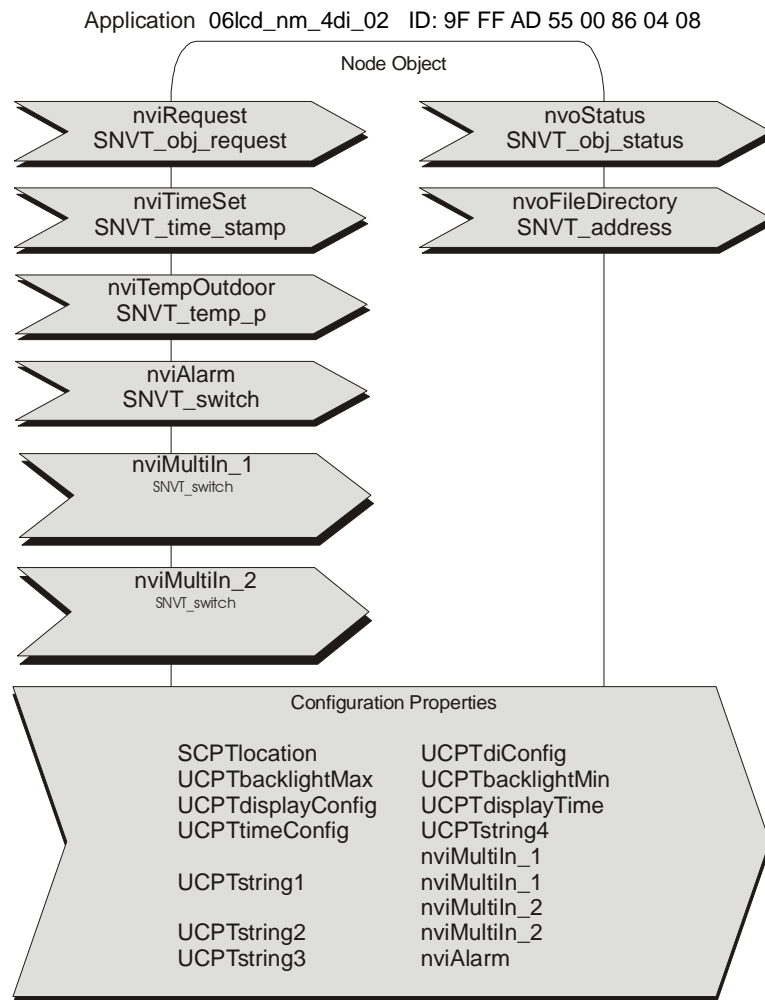 Application 06lcd_nm_4di_02 ID: 9F FF AD 55 00 86 04 08
Node Object
nviRequest
SNVT_obj_request
nvoStatus
SNVT_obj_status
nviTimeSet
SNVT_time_stamp
nvoFileDirectory
SNVT_address
nviTempOutdoor
SNVT_temp_p
nviAlarm
SNVT_switch
nviMultiIn_1
SNVT_switch
nviMultiIn_2
SNVT_switch
Configuration Properties
SCPTlocation UCPTdiConfig
UCPTbacklightMax UCPTbacklightMin
UCPTdisplayConfig UCPTdisplayTime
UCPTtimeConfig UCPTstring4
nviMultiIn_1
UCPTstring1 nviMultiIn_1
nviMultiIn_2
UCPTstring2 nviMultiIn_2
UCPTstring3 nviAlarm